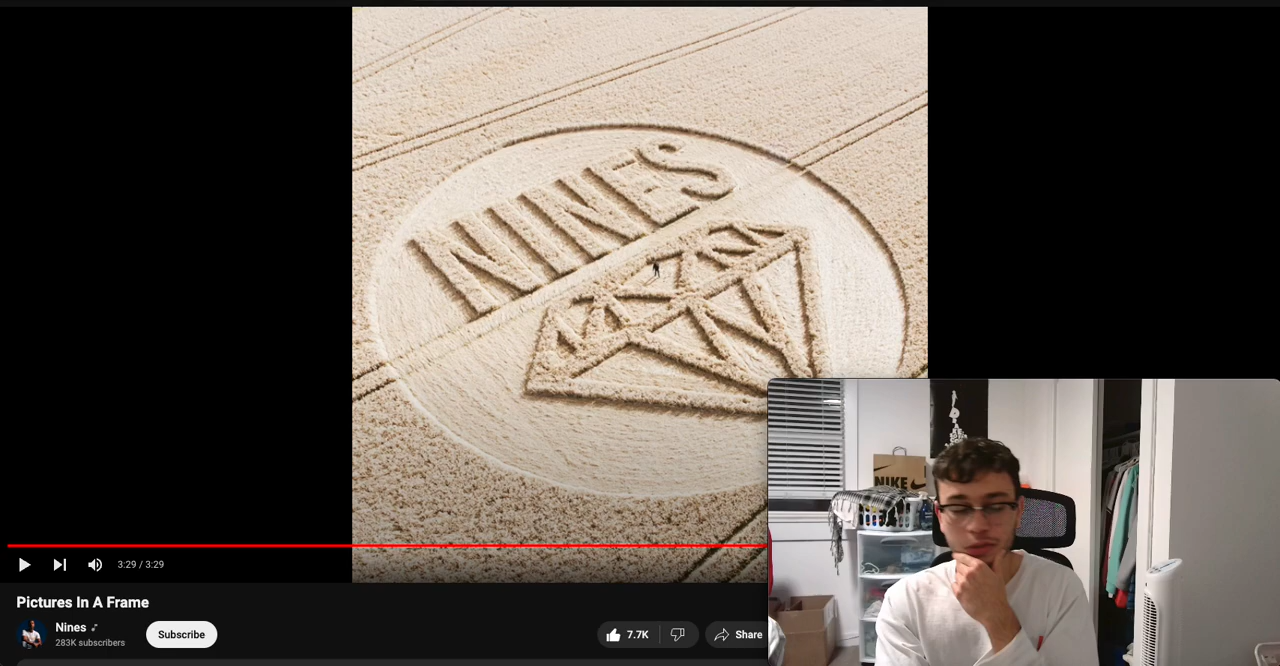 NINES
NIKE
3:29 / 3:29
Pictures In A Frame
Nines
283K subscribers
Subscribe
7.7K
Share